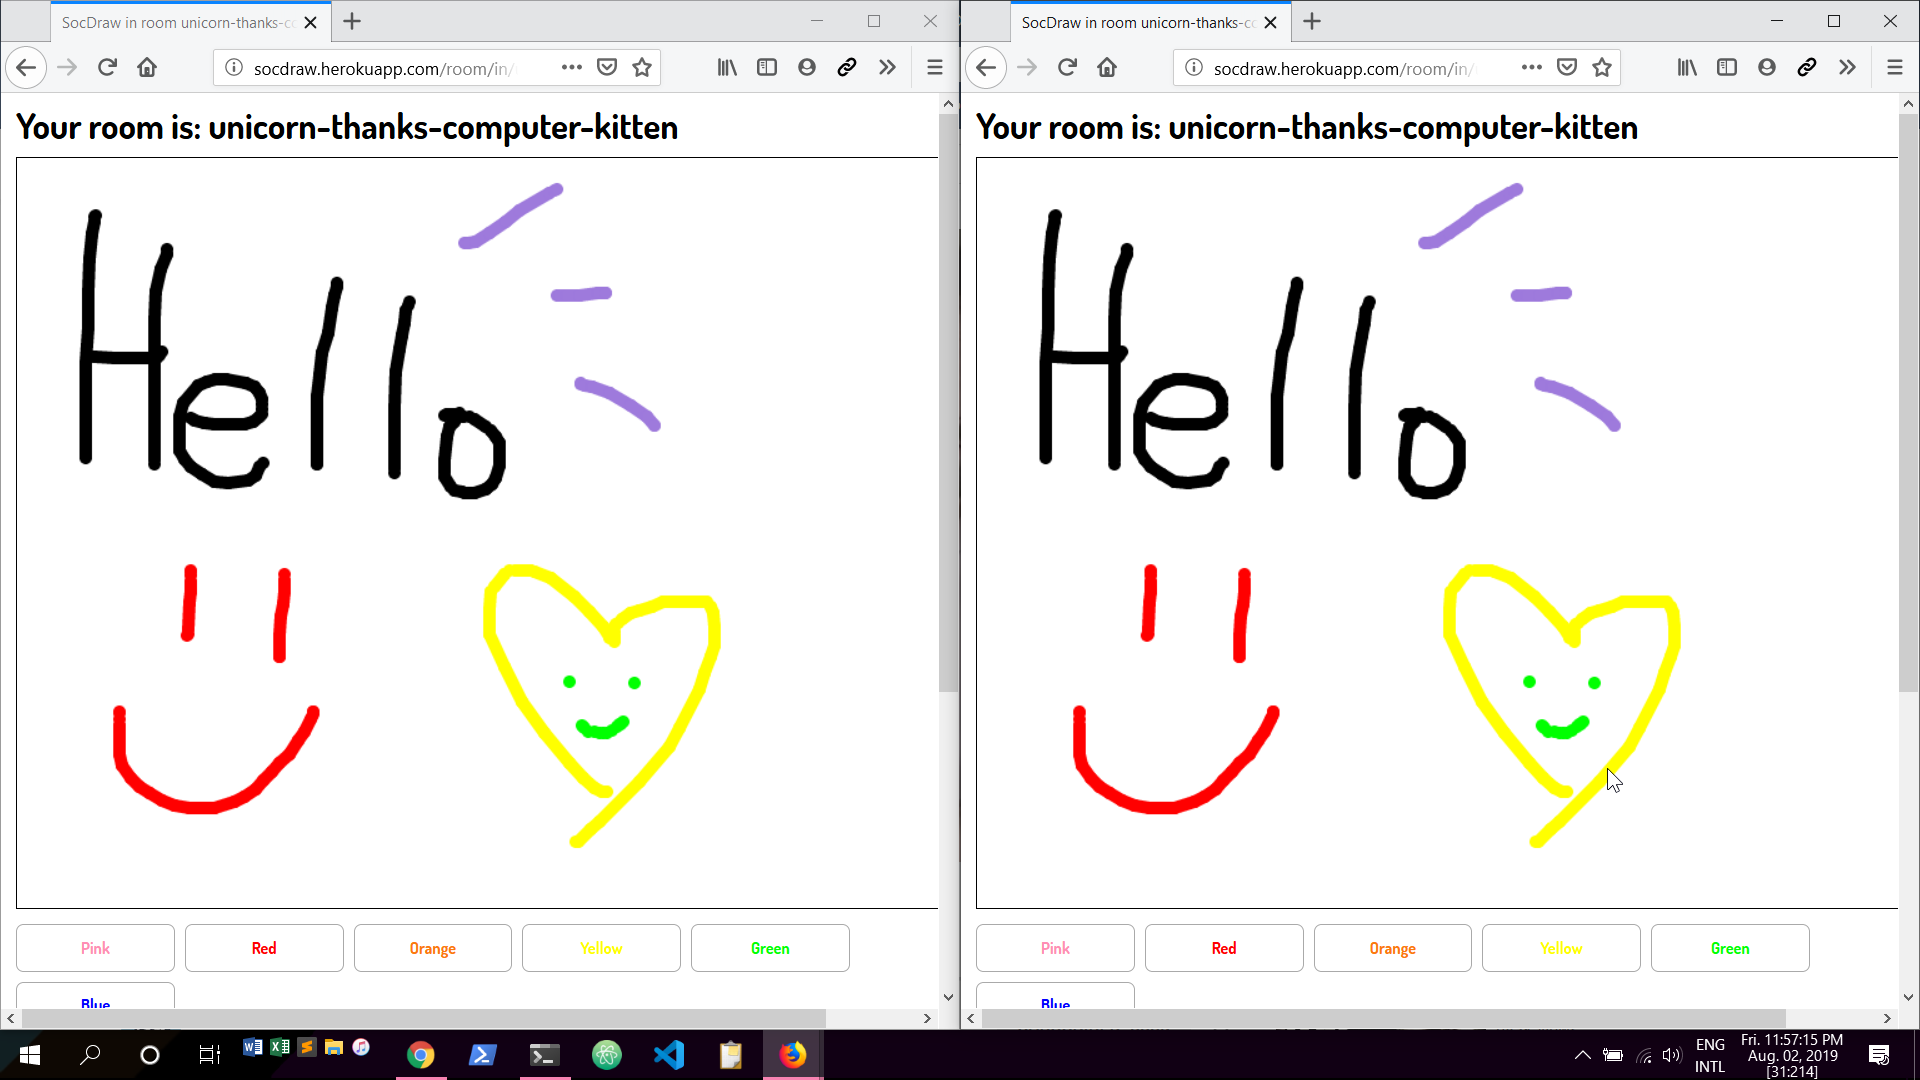 SocDraw in room unicorn-thanks-c
SocDraw in room unicorn-thanks-c
socdraw.herokuapp.com/room/in/
socdraw.herokuapp.com/room/in/
Your room is: unicorn-thanks-computer-kitten
Hello
Pink Red Orange Yellow Green
Blue
Your room is: unicorn-thanks-computer-kitten
Hello
Pink Red Orange Yellow Green
Blue
ENG
INTL
Fri. 11:57:15 PM
Aug. 02, 2019
[31:214]